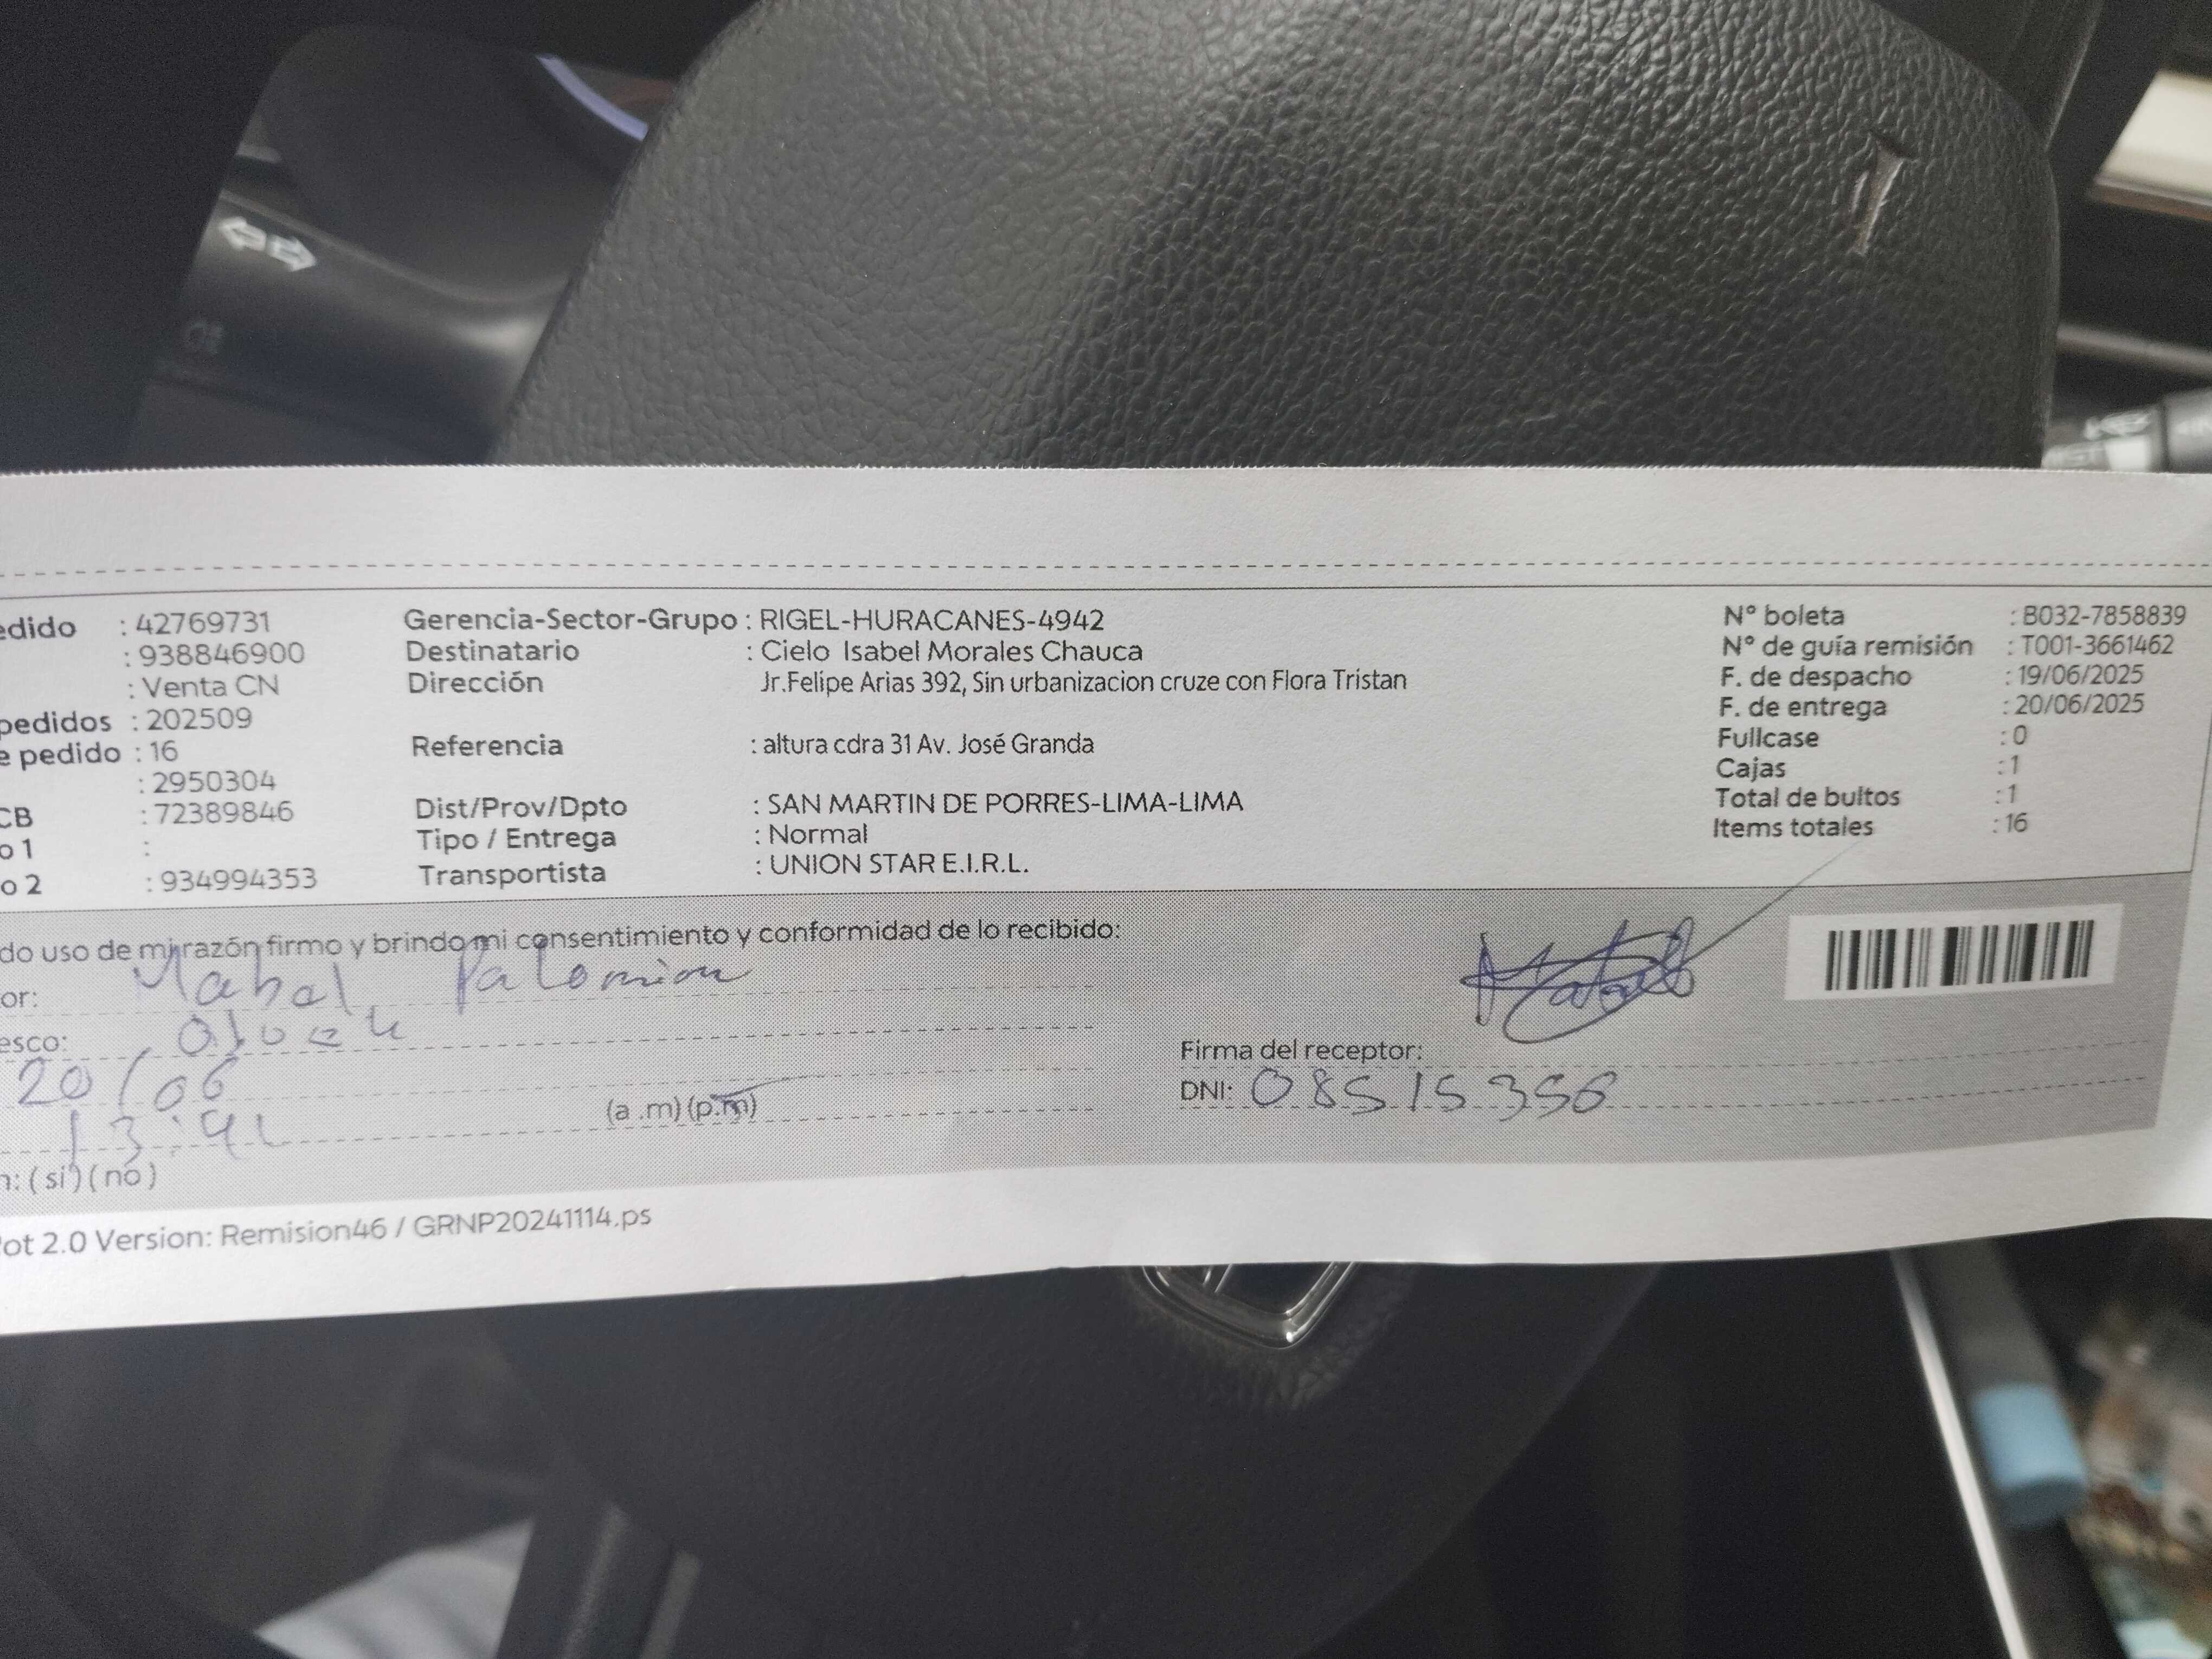 edido : 42769731 Gerencia-Sector-Grupo : RIGEL-HURACANES-4942 N° boleta : B032-7858839
: 938846900 Destinatario : Cielo Isabel Morales Chauca N° de guía remisión : T001-3661462
: Venta CN Dirección Jr.Felipe Arias 392, Sin urbanizacion cruze con Flora Tristan F. de despacho : 19/06/2025
pedidos : 202509 F. de entrega : 20/06/2025
e pedido : 16 Referencia : altura cdra 31 Av. José Granda Fullcase : 0
: 2950304 Cajas : 1
CB : 72389846 Dist/Prov/Dpto : SAN MARTIN DE PORRES-LIMA-LIMA Total de bultos : 1
o 1 : Tipo / Entrega : Normal Items totales : 16
o 2 : 934994353 Transportista : UNION STAR E.I.R.L.
do uso de mi razón firmo y brindo mi consentimiento y conformidad de lo recibido:
or: Mabel
esco:
Firma del receptor:
20/06
(a .m) (p.m) DNI: 08515356
13:41
n: ( si ) ( no )
ot 2.0 Version: Remision46 / GRNP20241114.ps